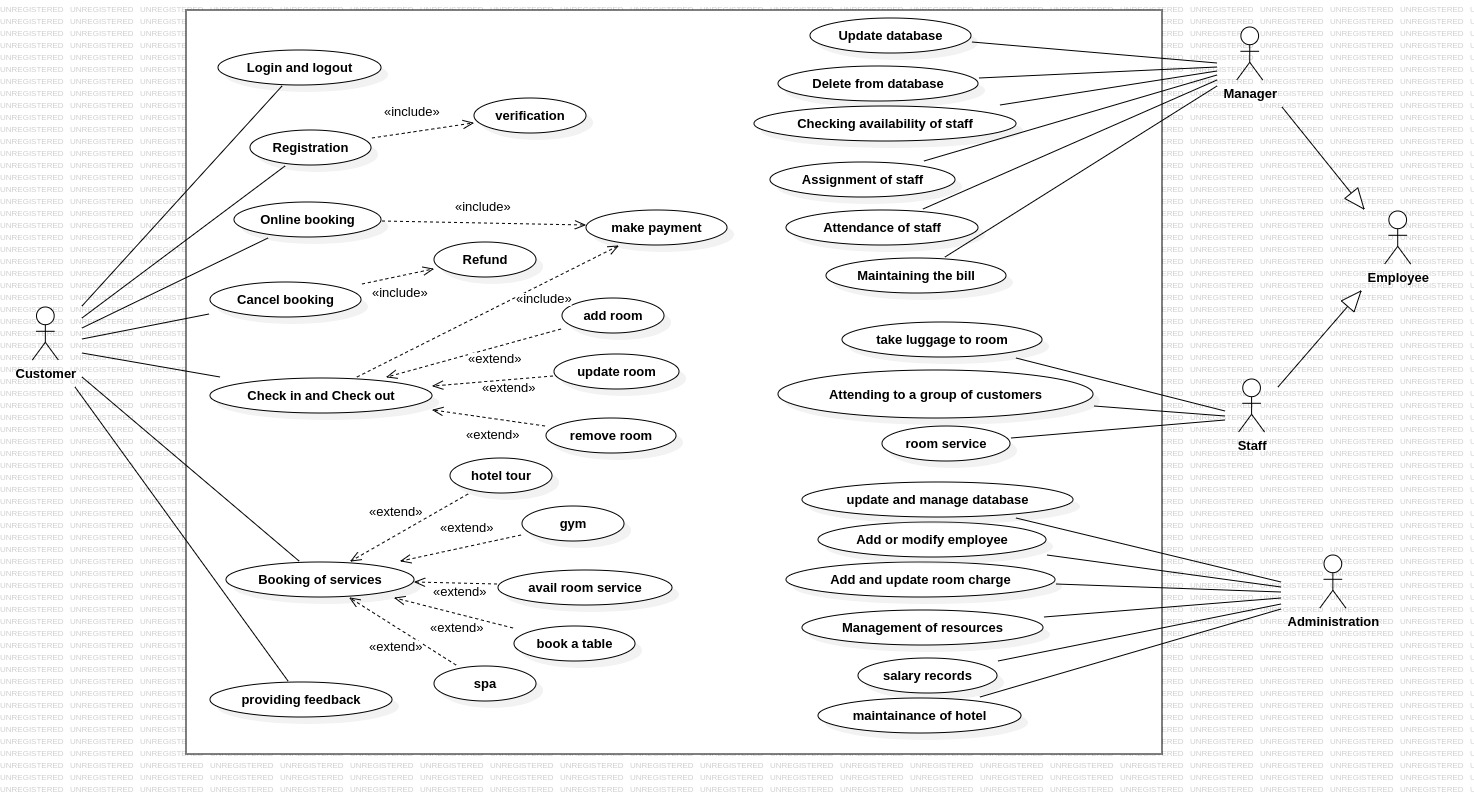 Login and logout
«include»
verification
Registration
Online booking
«include»
make payment
Refund
Cancel booking
«include»
«include»
add room
«extend»
update room
«extend»
Check in and Check out
«extend»
remove room
hotel tour
«extend»
gym
«extend»
Booking of services
avail room service
«extend»
«extend»
book a table
«extend»
spa
providing feedback
Customer
Update database
Delete from database
Checking availability of staff
Assignment of staff
Attendance of staff
Maintaining the bill
take luggage to room
Attending to a group of customers
room service
update and manage database
Add or modify employee
Add and update room charge
Management of resources
salary records
maintainance of hotel
Manager
Employee
Staff
Administration
UNREGISTERED